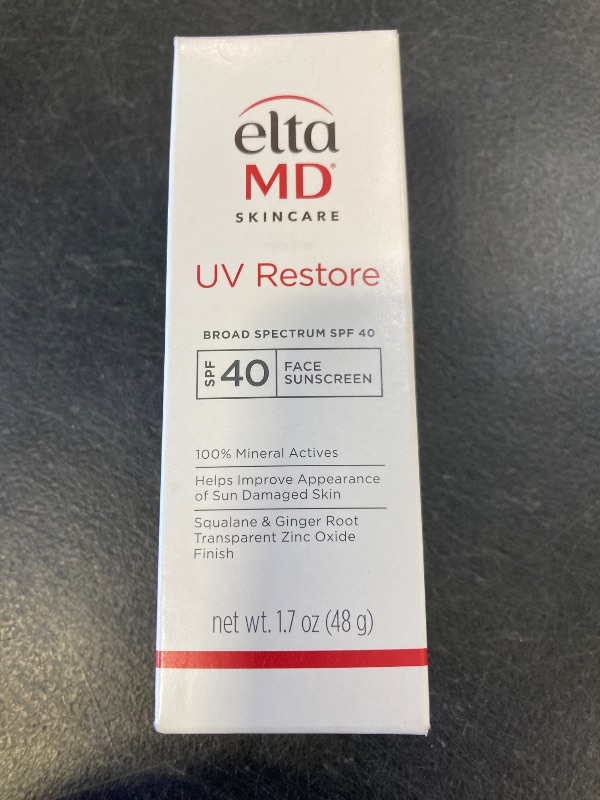 elta
MD®
SKINCARE
UV Restore
BROAD SPECTRUM SPF 40
SPF 40 FACE
SUNSCREEN
100% Mineral Actives
Helps Improve Appearance
of Sun Damaged Skin
Squalane & Ginger Root
Transparent Zinc Oxide
Finish
net wt. 1.7 oz (48 g)